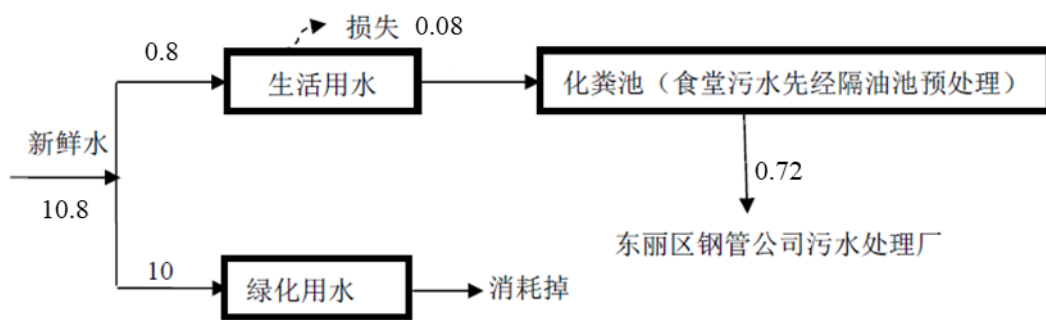 损失 0.08
0.8
生活用水
化粪池（食堂污水先经隔油池预处理）
新鲜水
0.72
10.8
东丽区钢管公司污水处理厂
10
绿化用水
消耗掉